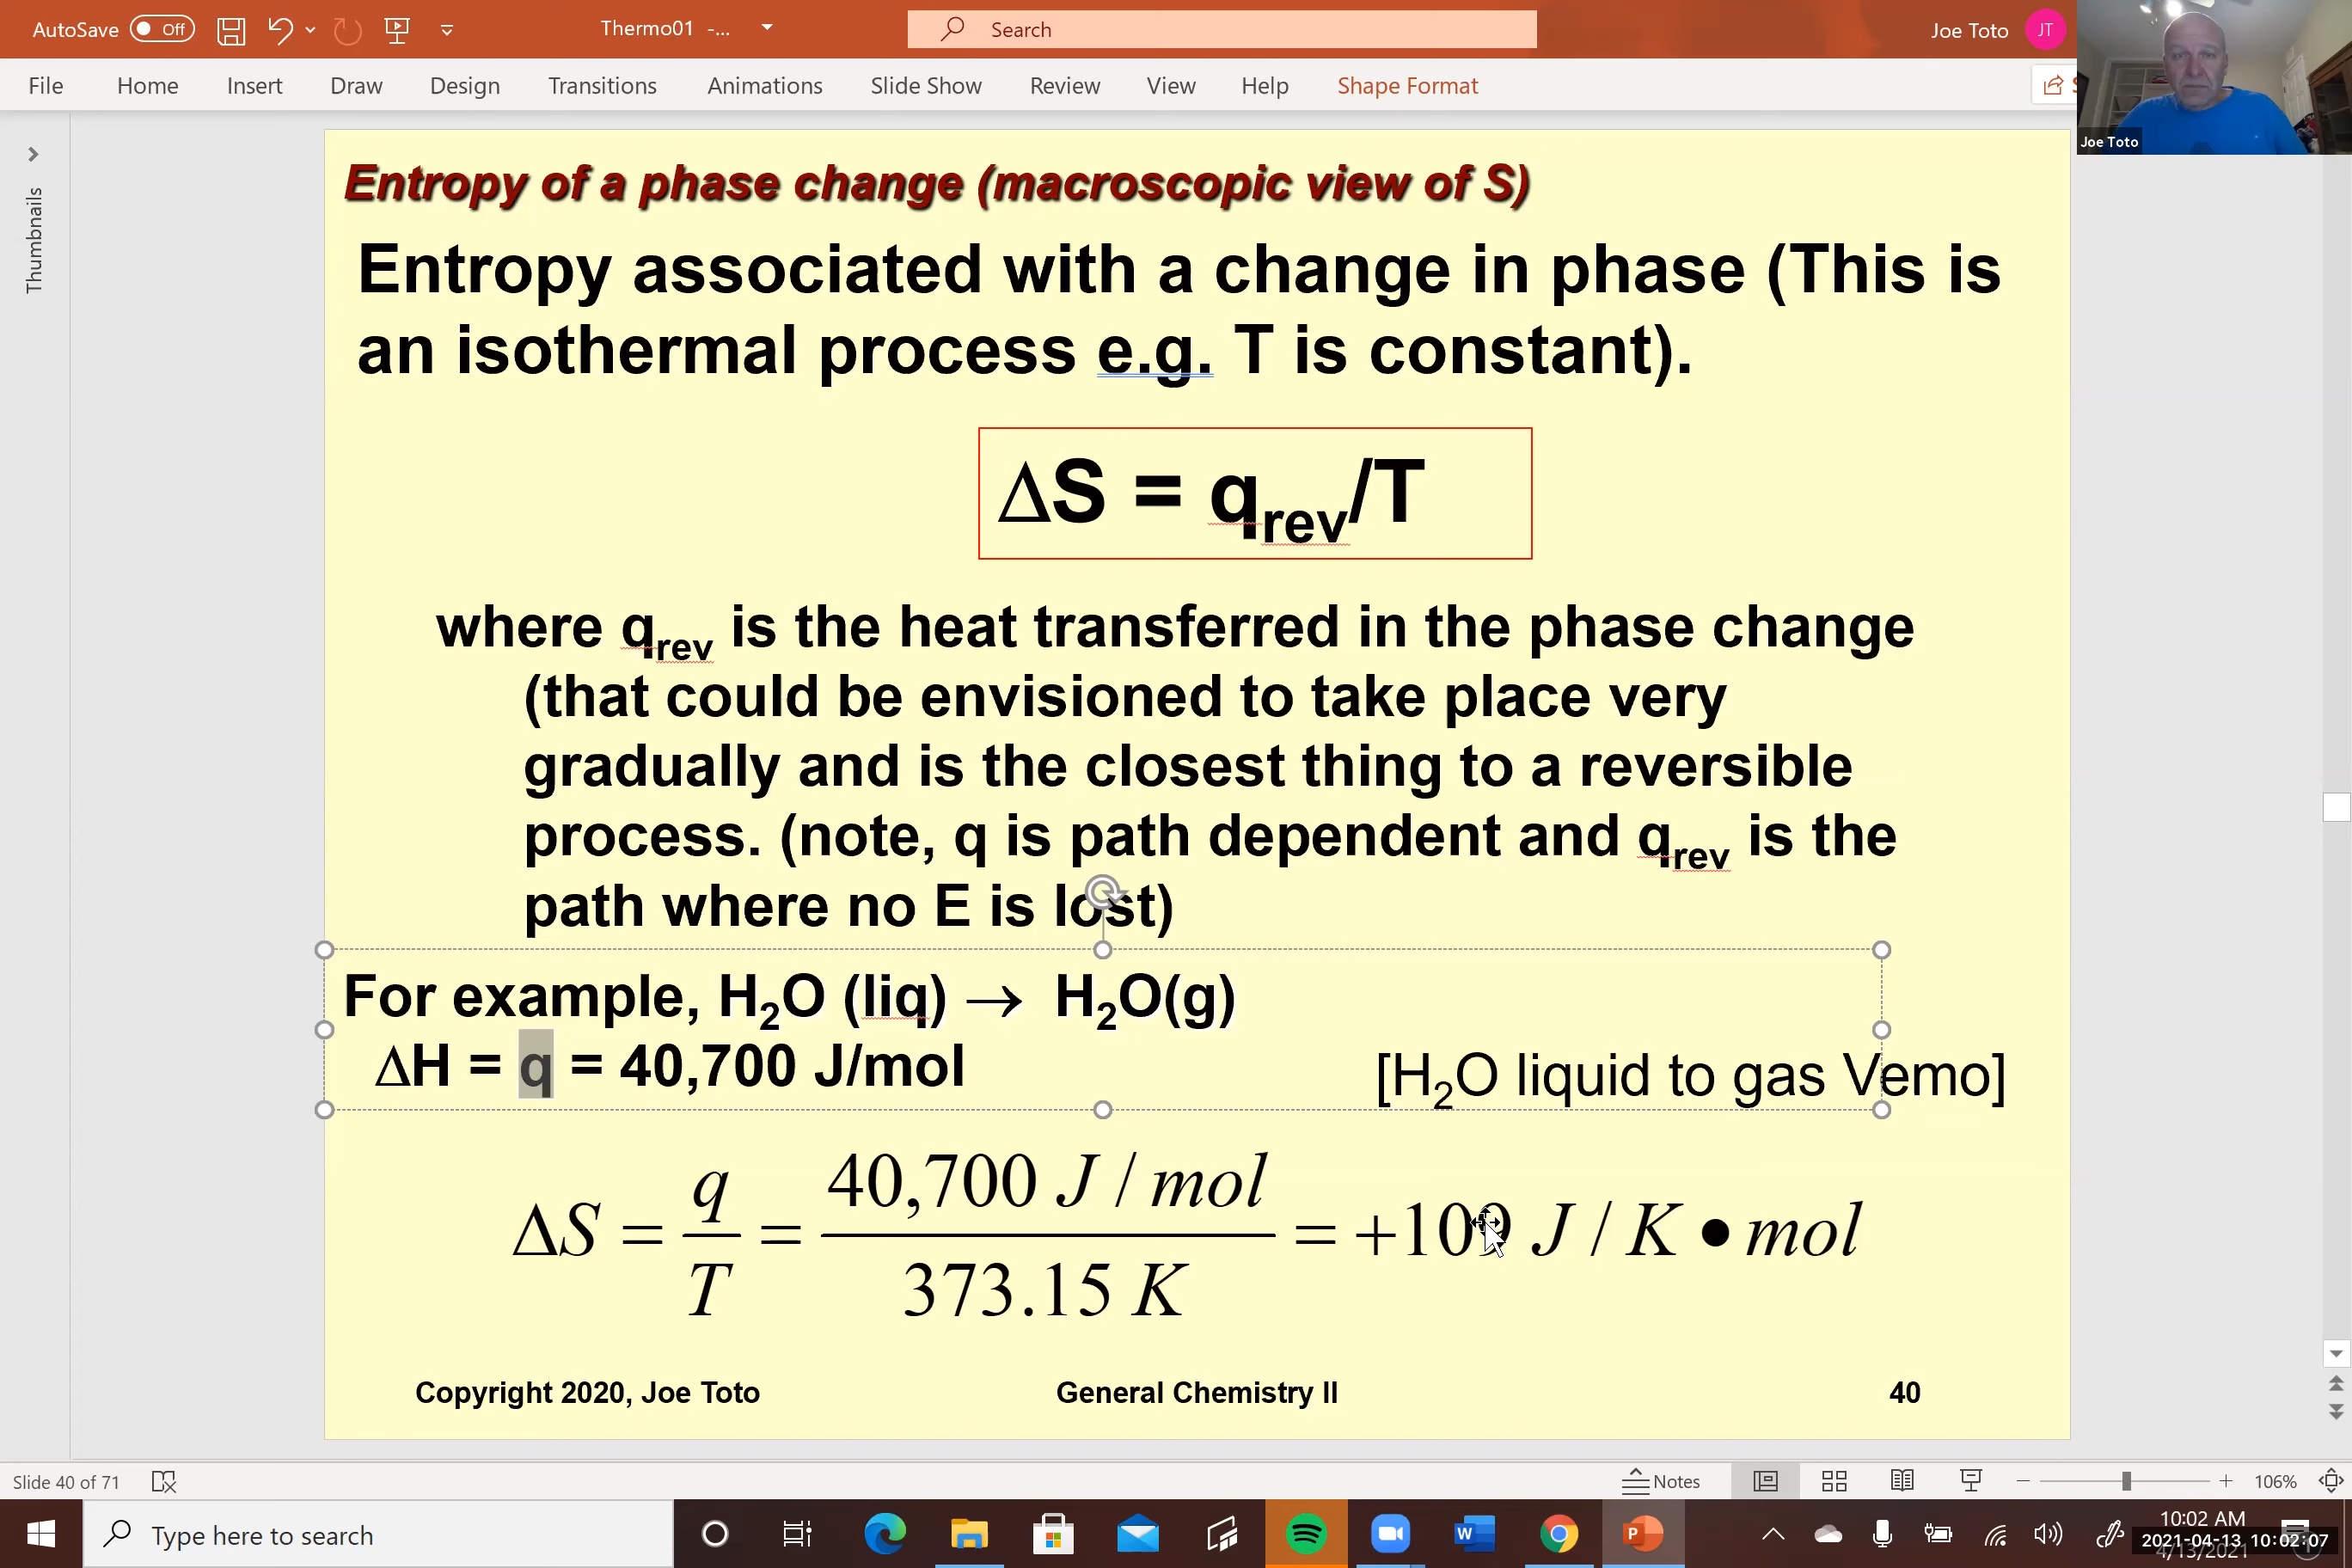 AutoSave Off Thermo01 -... Search Joe Toto JT
File Home Insert Draw Design Transitions Animations Slide Show Review View Help Shape Format
Joe Toto
Thumbnails
Entropy of a phase change (macroscopic view of S)
Entropy associated with a change in phase (This is
an isothermal process e.g. T is constant).
ΔS = qrev/T
where qrev is the heat transferred in the phase change
(that could be envisioned to take place very
gradually and is the closest thing to a reversible
process. (note, q is path dependent and qrev is the
path where no E is lost)
For example, H₂O (liq) → H₂O(g)
ΔH = q = 40,700 J/mol
[H₂O liquid to gas Vemo]
ΔS = q/T = 40,700 J / mol / 373.15 K = +109 J / K • mol
Copyright 2020, Joe Toto General Chemistry II 40
Slide 40 of 71 Notes 106%
Type here to search
10:02 AM
2021-04-13 10:02:07
4/13/2021